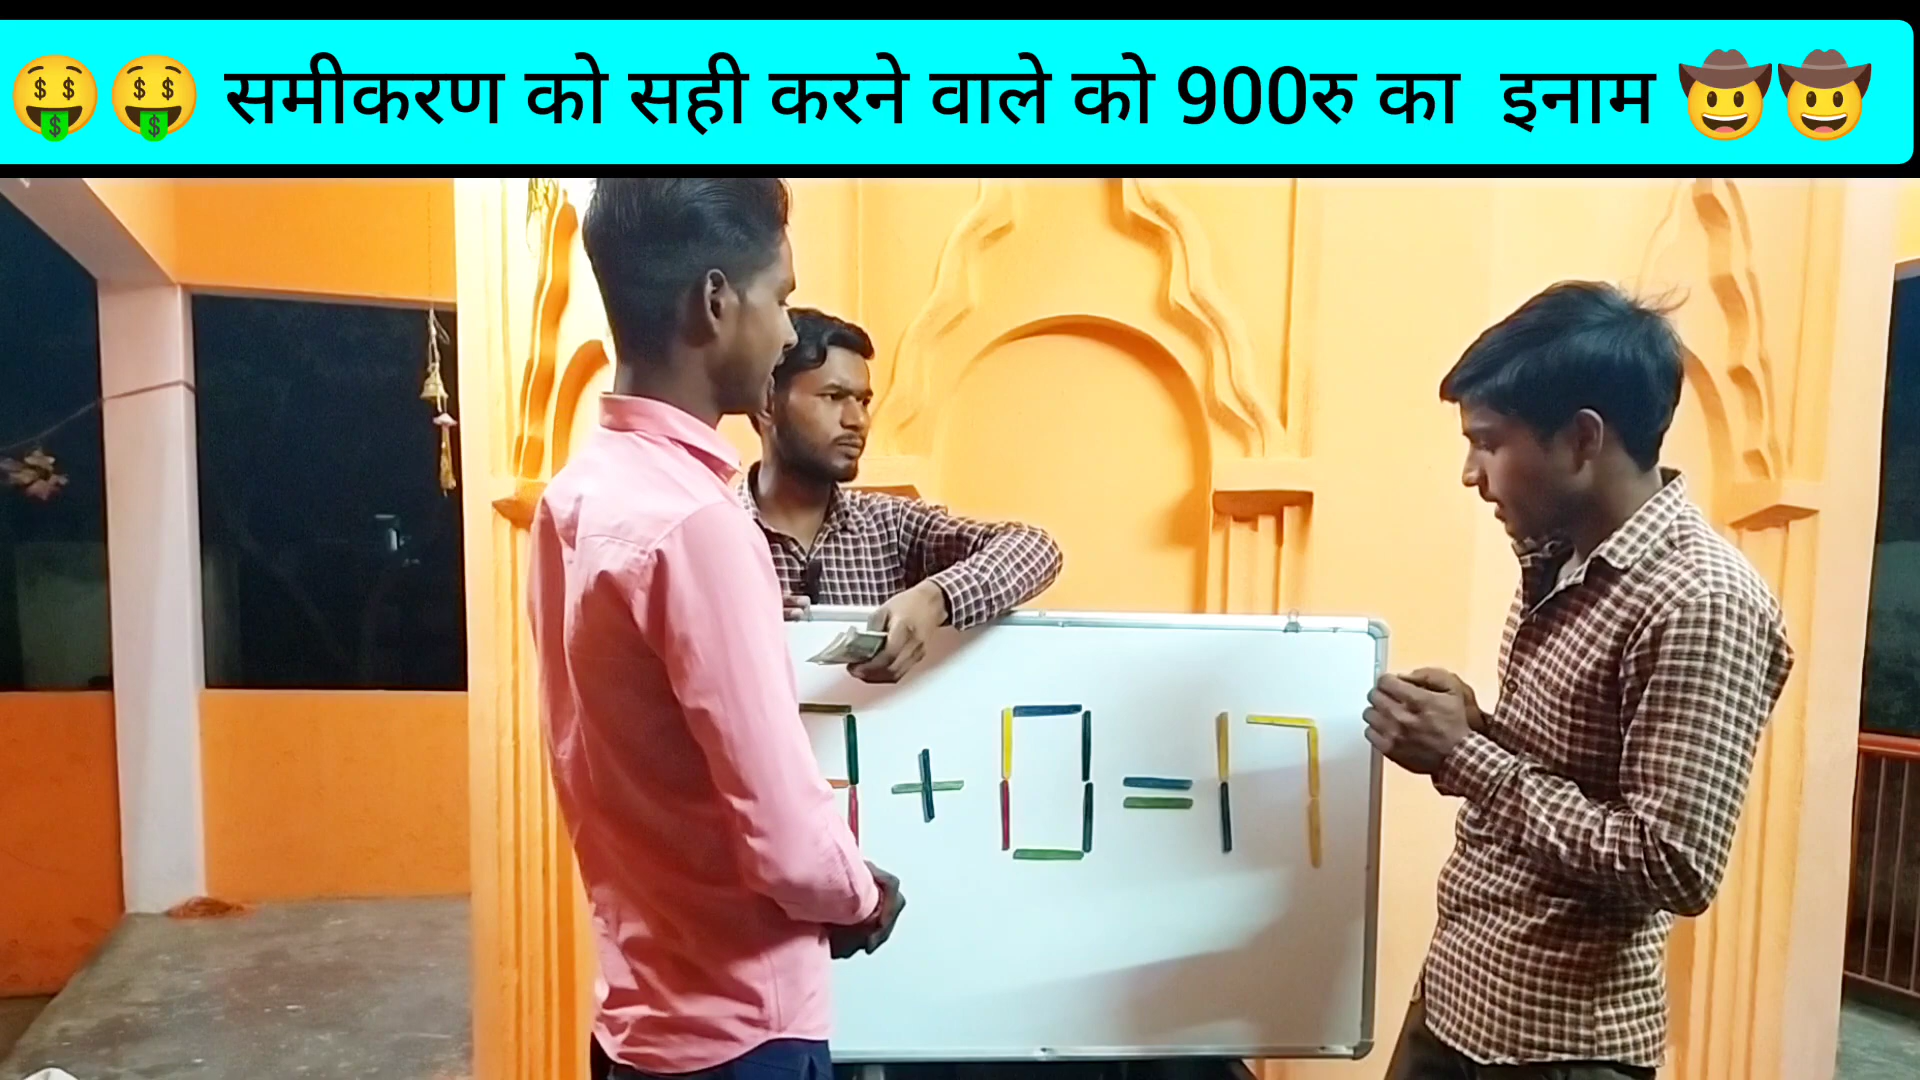 🤑🤑 समीकरण को सही करने वाले को 900रु का इनाम 🤠🤠
+0=17